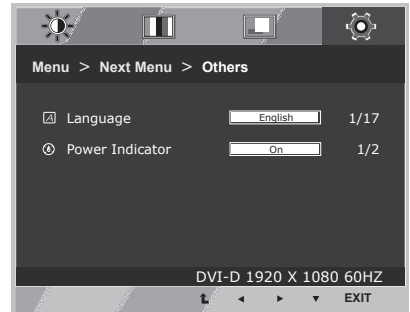 Menu > Next Menu > Others
Language English 1/17
Power Indicator On 1/2
DVI-D 1920 X 1080 60HZ
EXIT